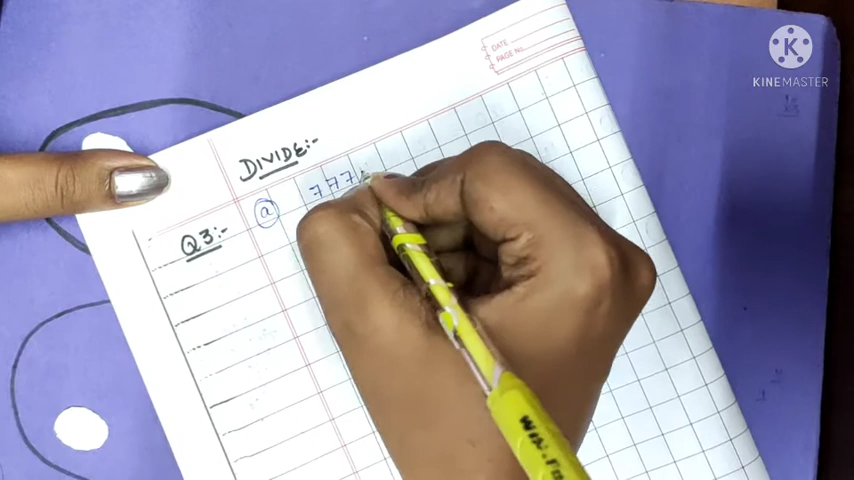 DATE
PAGE No.
KINEMASTER
DIVIDE:-
Q3.
a 777